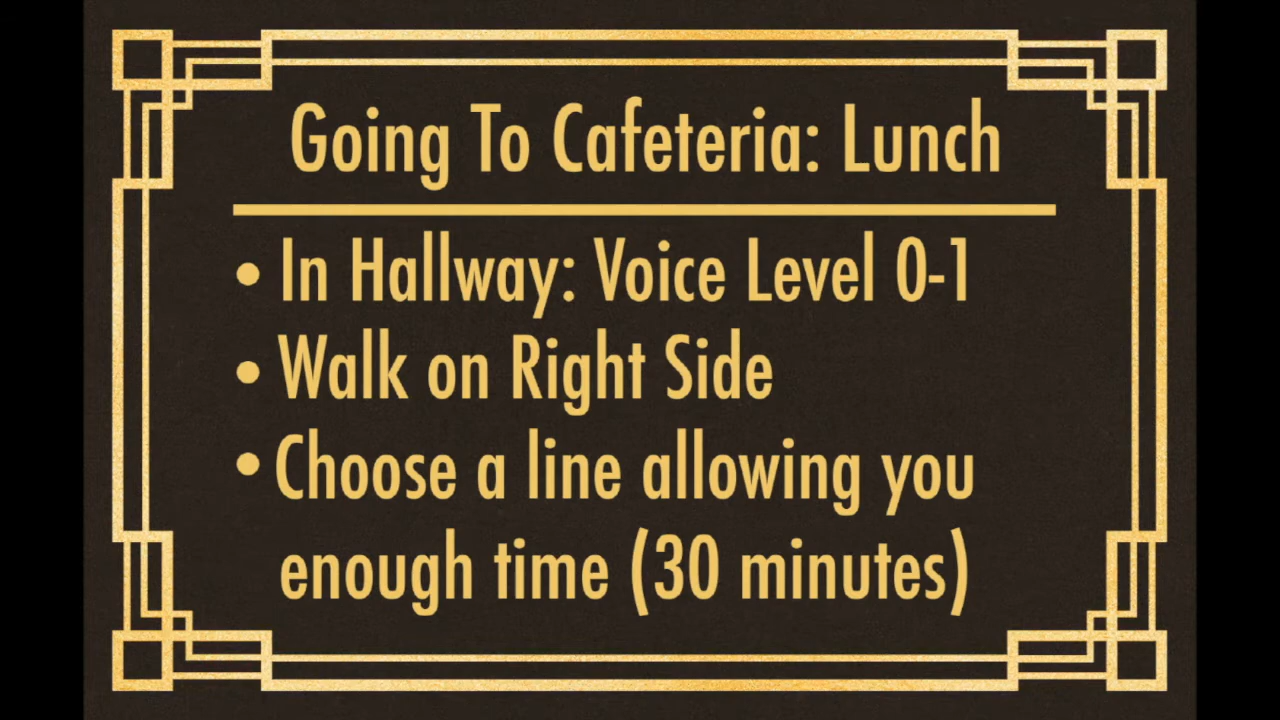 Going To Cafeteria: Lunch
• In Hallway: Voice Level 0-1
• Walk on Right Side
• Choose a line allowing you
enough time (30 minutes)